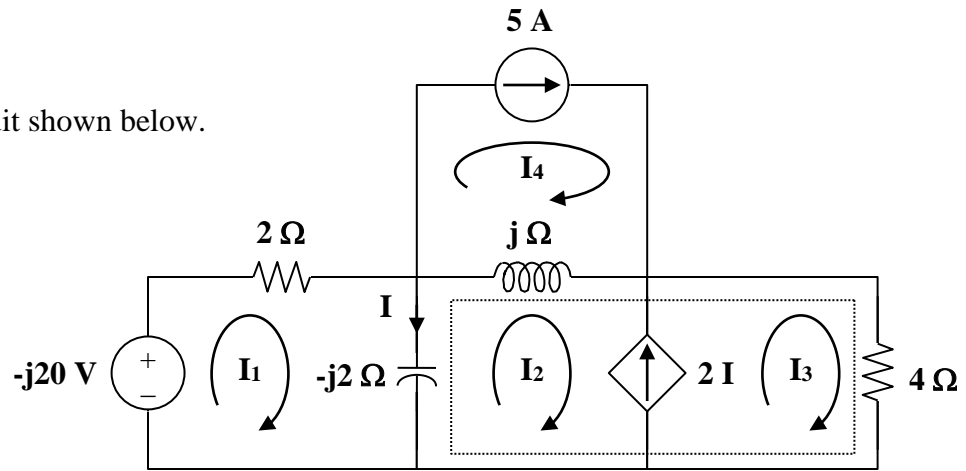 5 A
it shown below.
I4
2 Ω
j Ω
I
-j20 V
+
–
I1
-j2 Ω
I2
2 I
I3
4 Ω